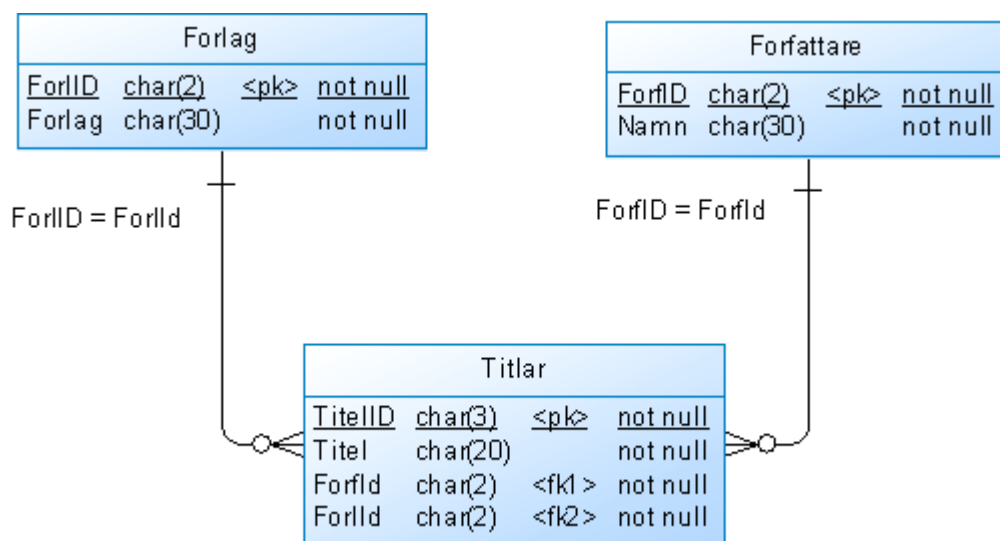 Forlag
ForlID char(2) <pk> not null
Forlag char(30) not null
Forfattare
ForfID char(2) <pk> not null
Namn char(30) not null
ForlID = ForlId
ForfID = ForfId
Titlar
TitelID char(3) <pk> not null
Titel char(20) not null
ForfId char(2) <fk1> not null
ForlId char(2) <fk2> not null